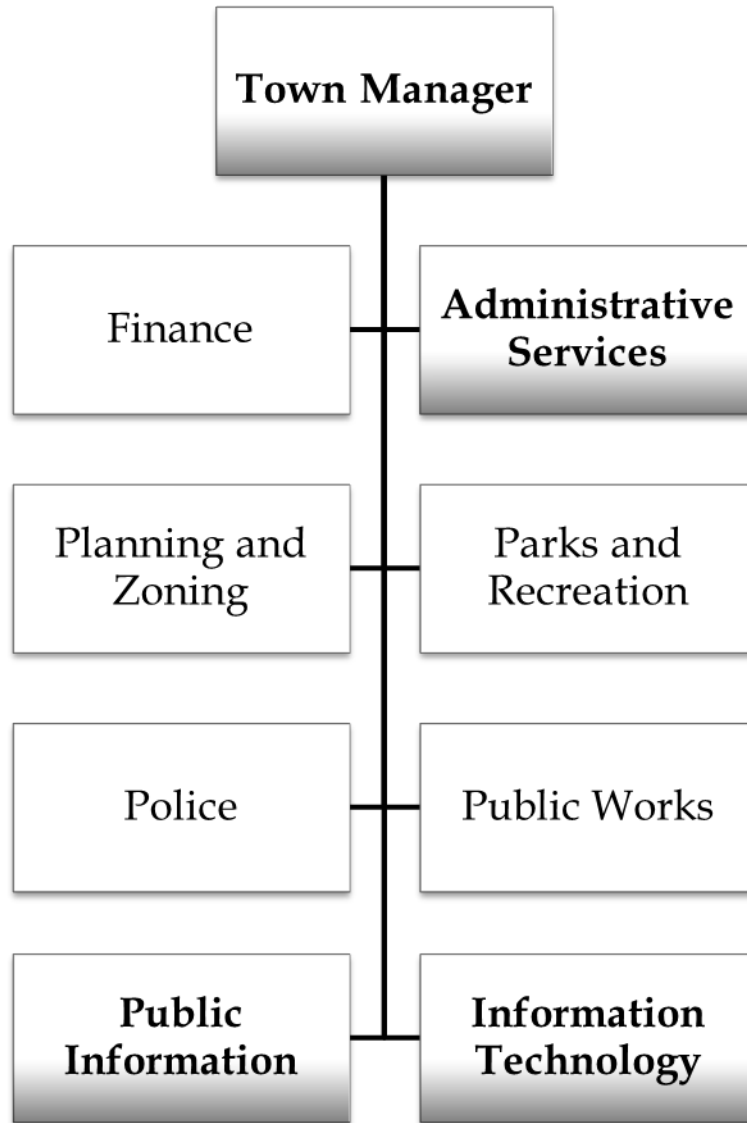 Town Manager
Finance
Administrative
Services
Planning and
Zoning
Parks and
Recreation
Police
Public Works
Public
Information
Information
Technology